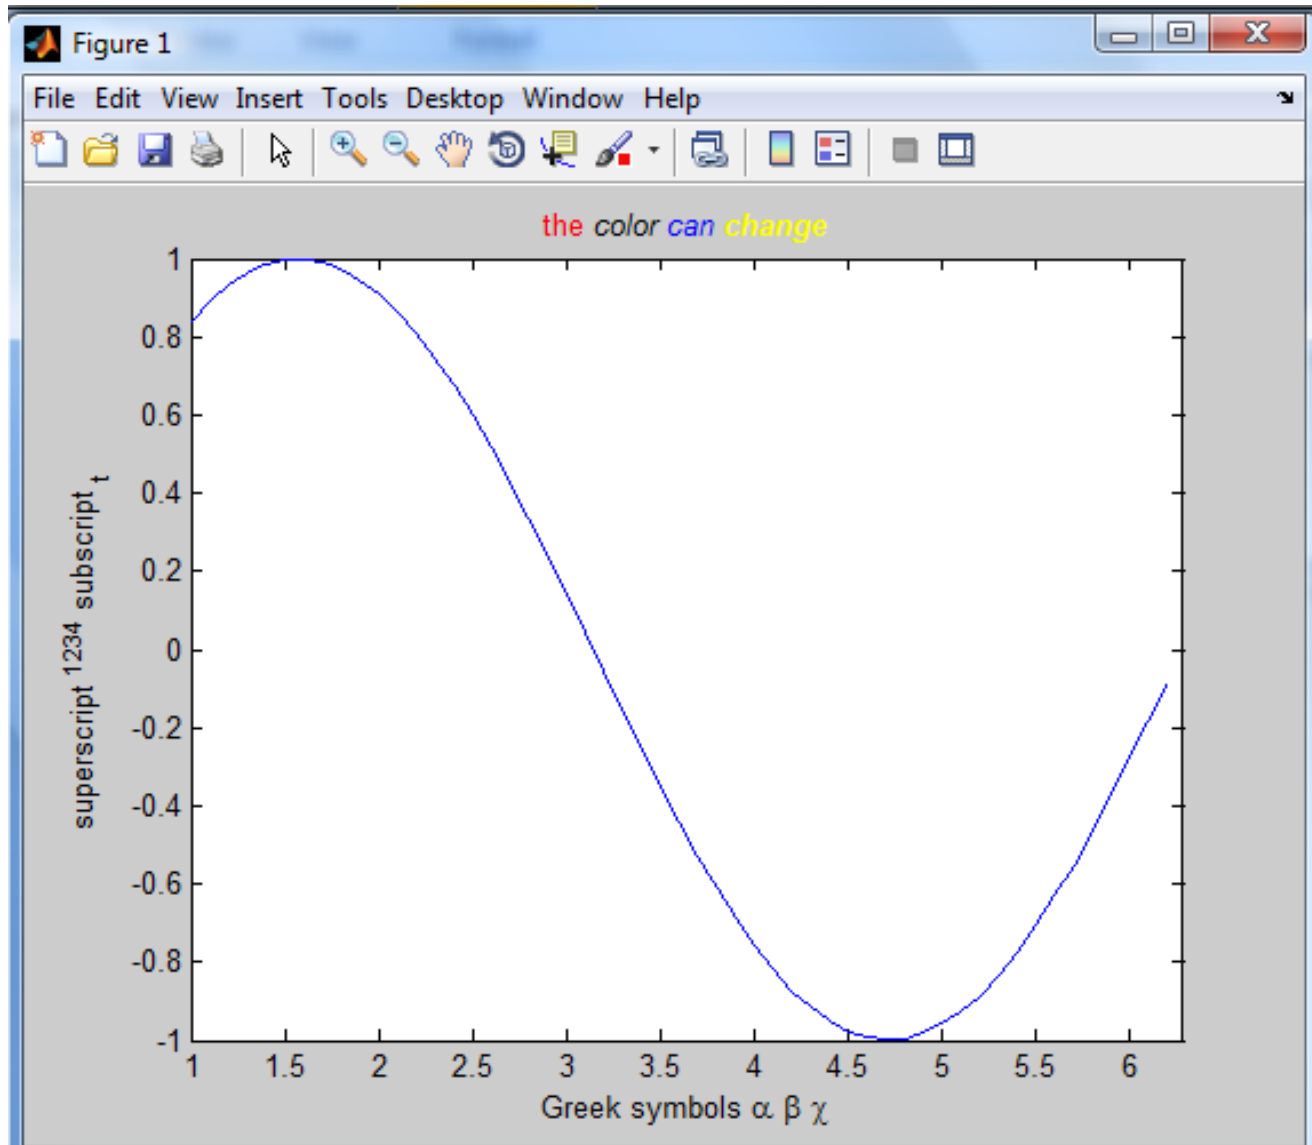 Figure 1
File Edit View Insert Tools Desktop Window Help
the color can change
1
0.8
0.6
0.4
0.2
0
-0.2
-0.4
-0.6
-0.8
-1
superscript 1234 subscript t
1 1.5 2 2.5 3 3.5 4 4.5 5 5.5 6
Greek symbols α β χ